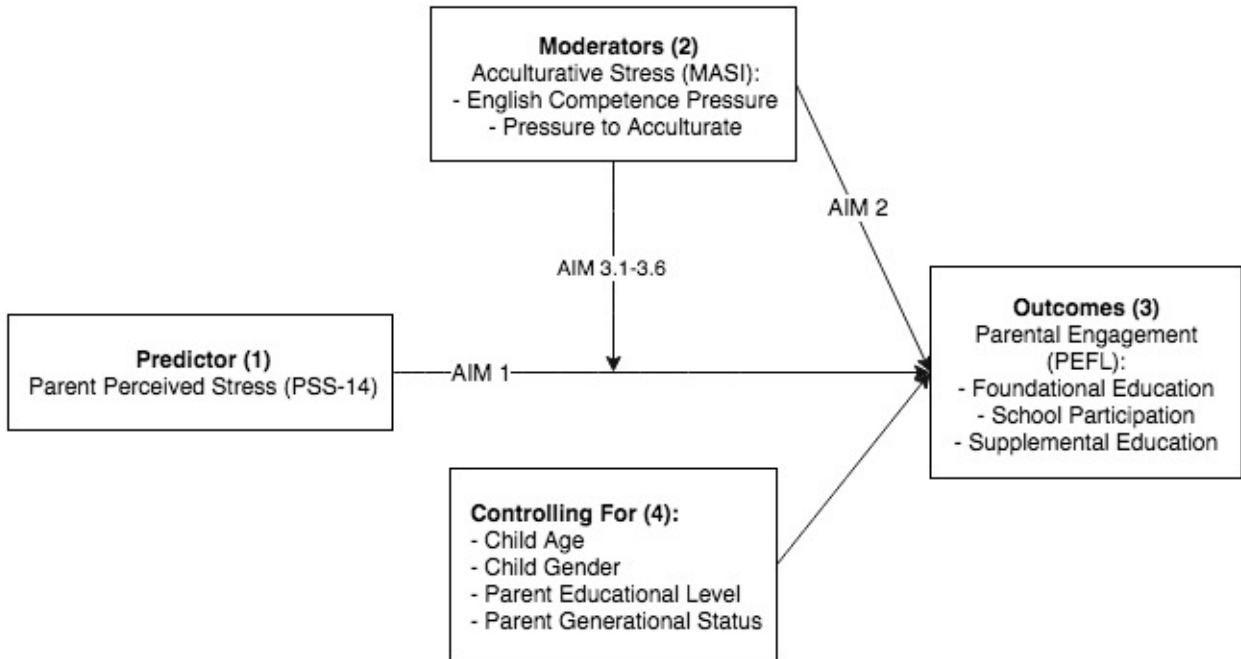 Moderators (2)
Acculturative Stress (MASI):
- English Competence Pressure
- Pressure to Acculturate
AIM 2
AIM 3.1-3.6
Predictor (1)
Parent Perceived Stress (PSS-14)
AIM 1
Outcomes (3)
Parental Engagement
(PEFL):
- Foundational Education
- School Participation
- Supplemental Education
Controlling For (4):
- Child Age
- Child Gender
- Parent Educational Level
- Parent Generational Status